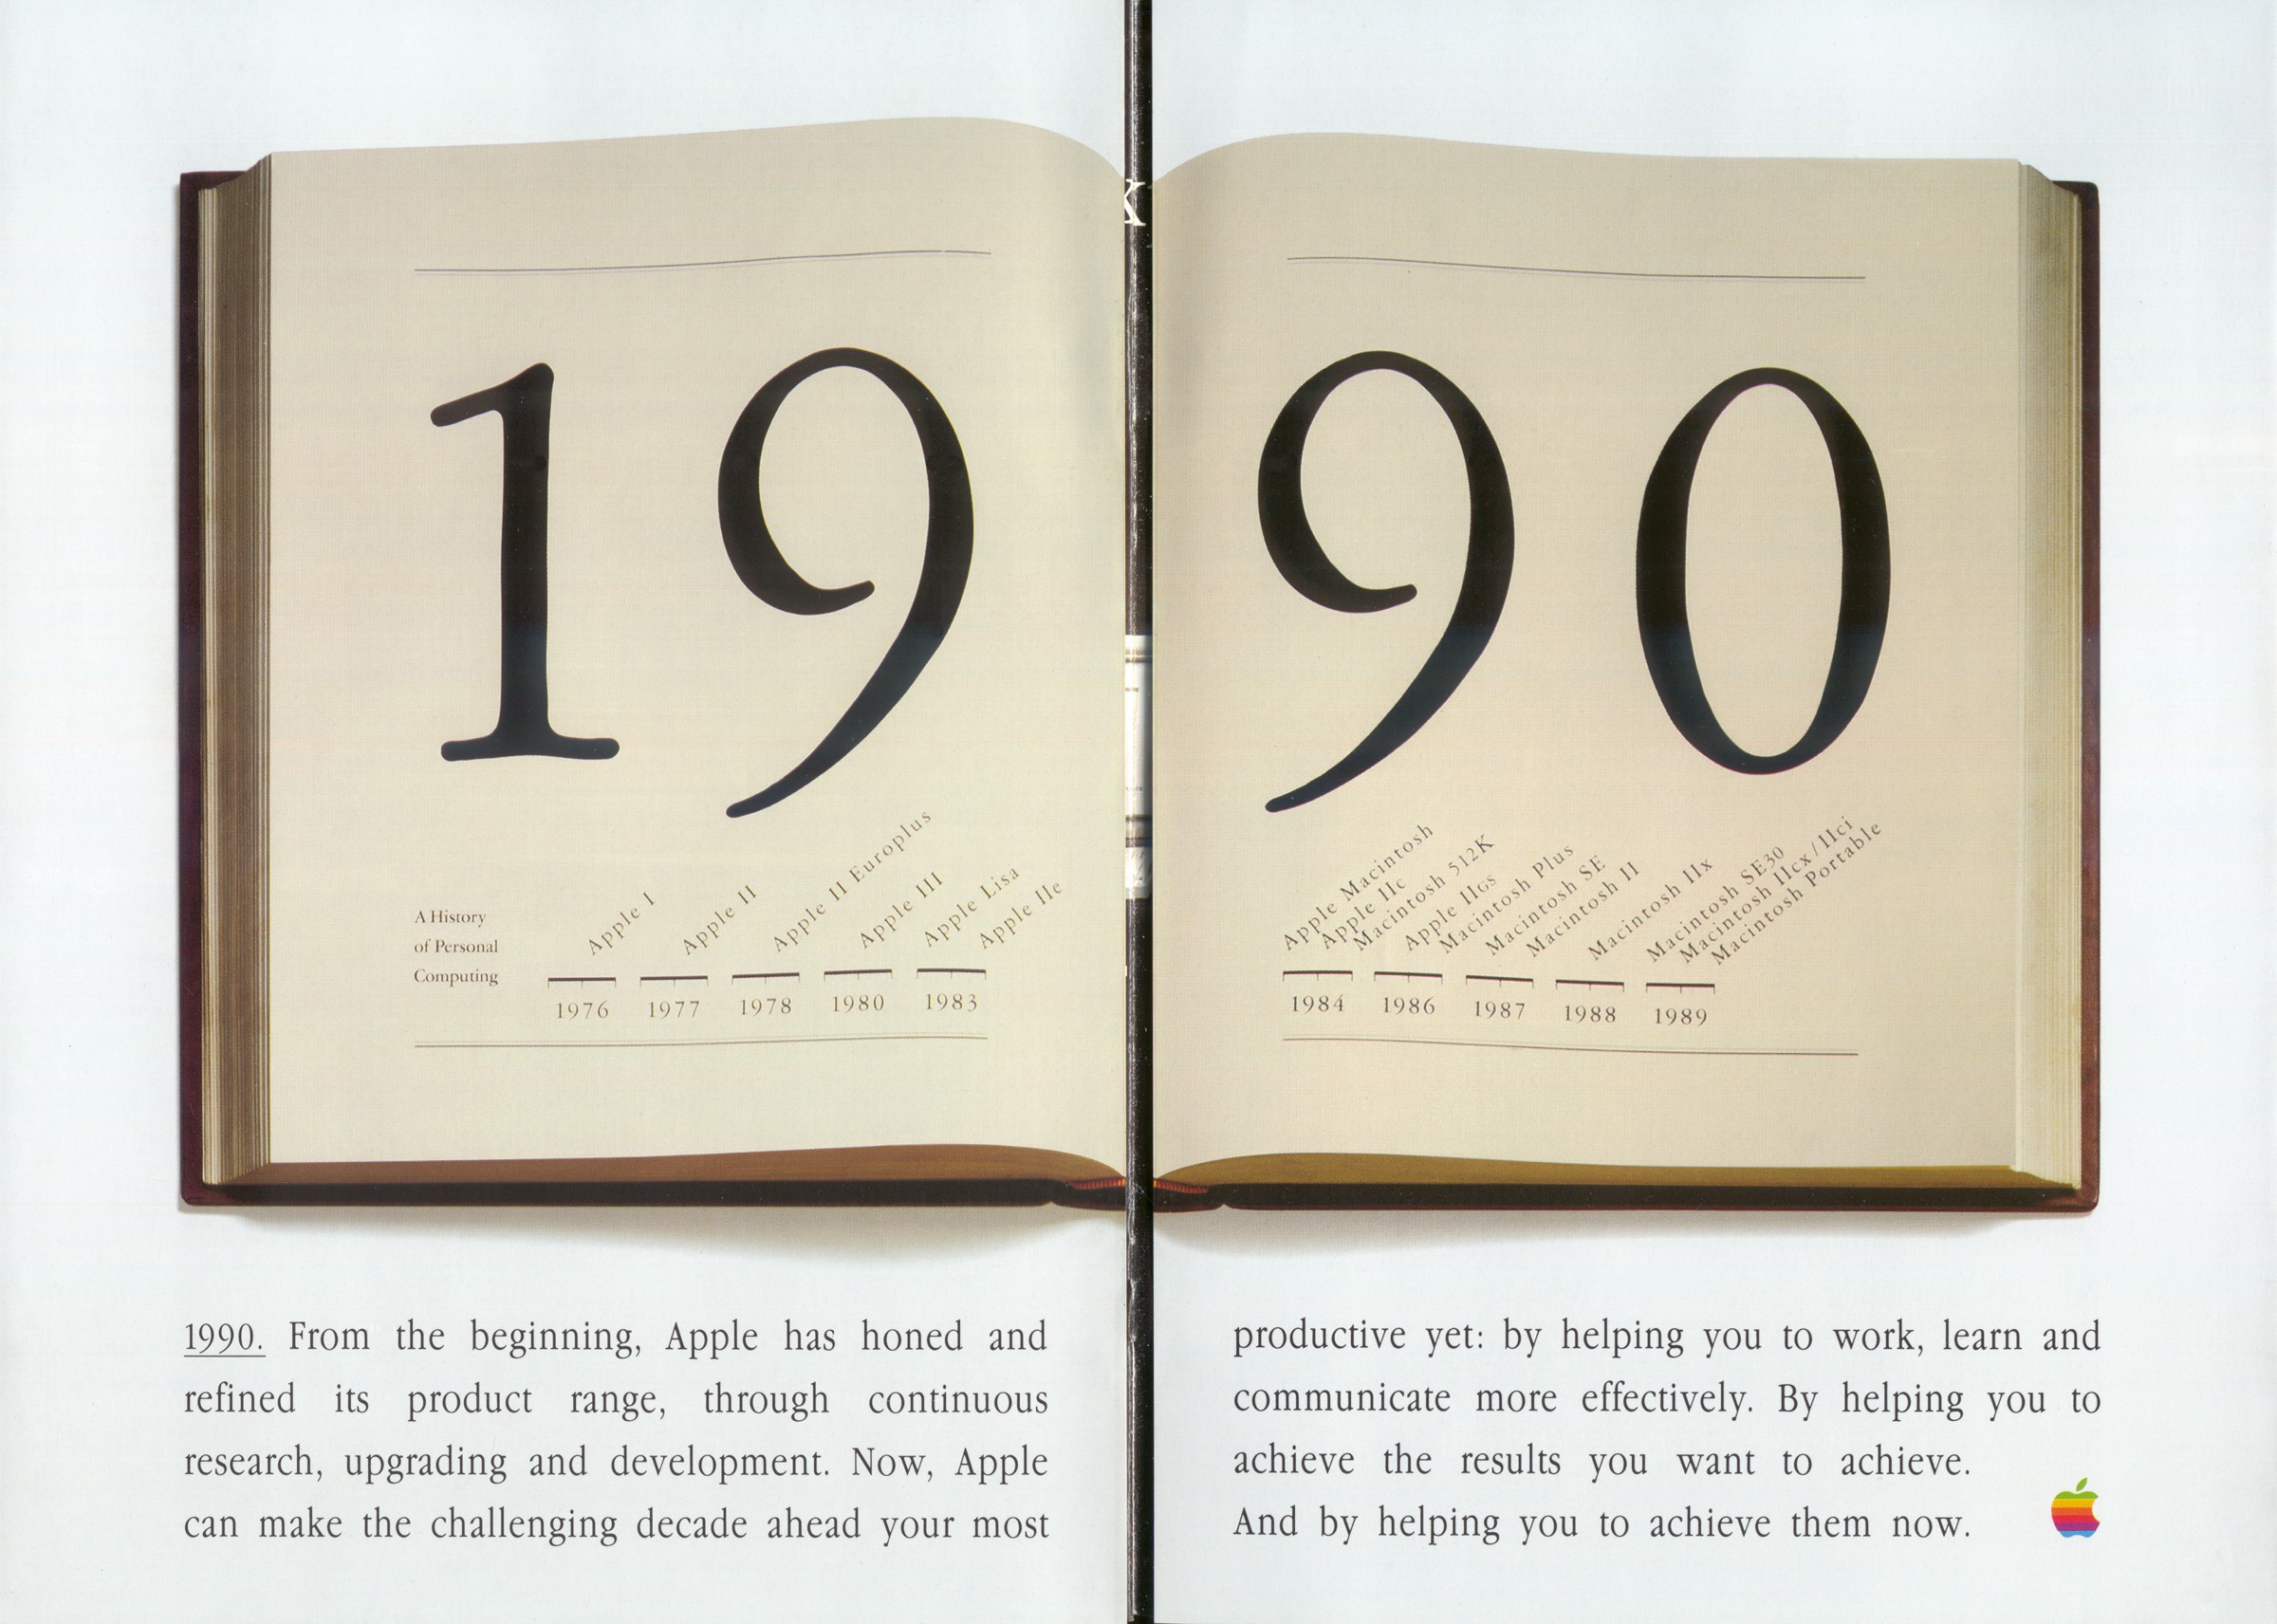 19
90
Apple I
Apple II
Apple II Europlus
Apple III
Apple Lisa
Apple IIe
A History
of Personal
Computing
1976 1977 1978 1980 1983
Apple Macintosh
Apple IIc
Macintosh 512K
Apple IIGS
Macintosh Plus
Macintosh SE
Macintosh II
Macintosh IIx
Macintosh SE30
Macintosh IIcx/IIci
Macintosh Portable
1984 1986 1987 1988 1989
1990. From the beginning, Apple has honed and
refined its product range, through continuous
research, upgrading and development. Now, Apple
can make the challenging decade ahead your most
productive yet: by helping you to work, learn and
communicate more effectively. By helping you to
achieve the results you want to achieve.
And by helping you to achieve them now.